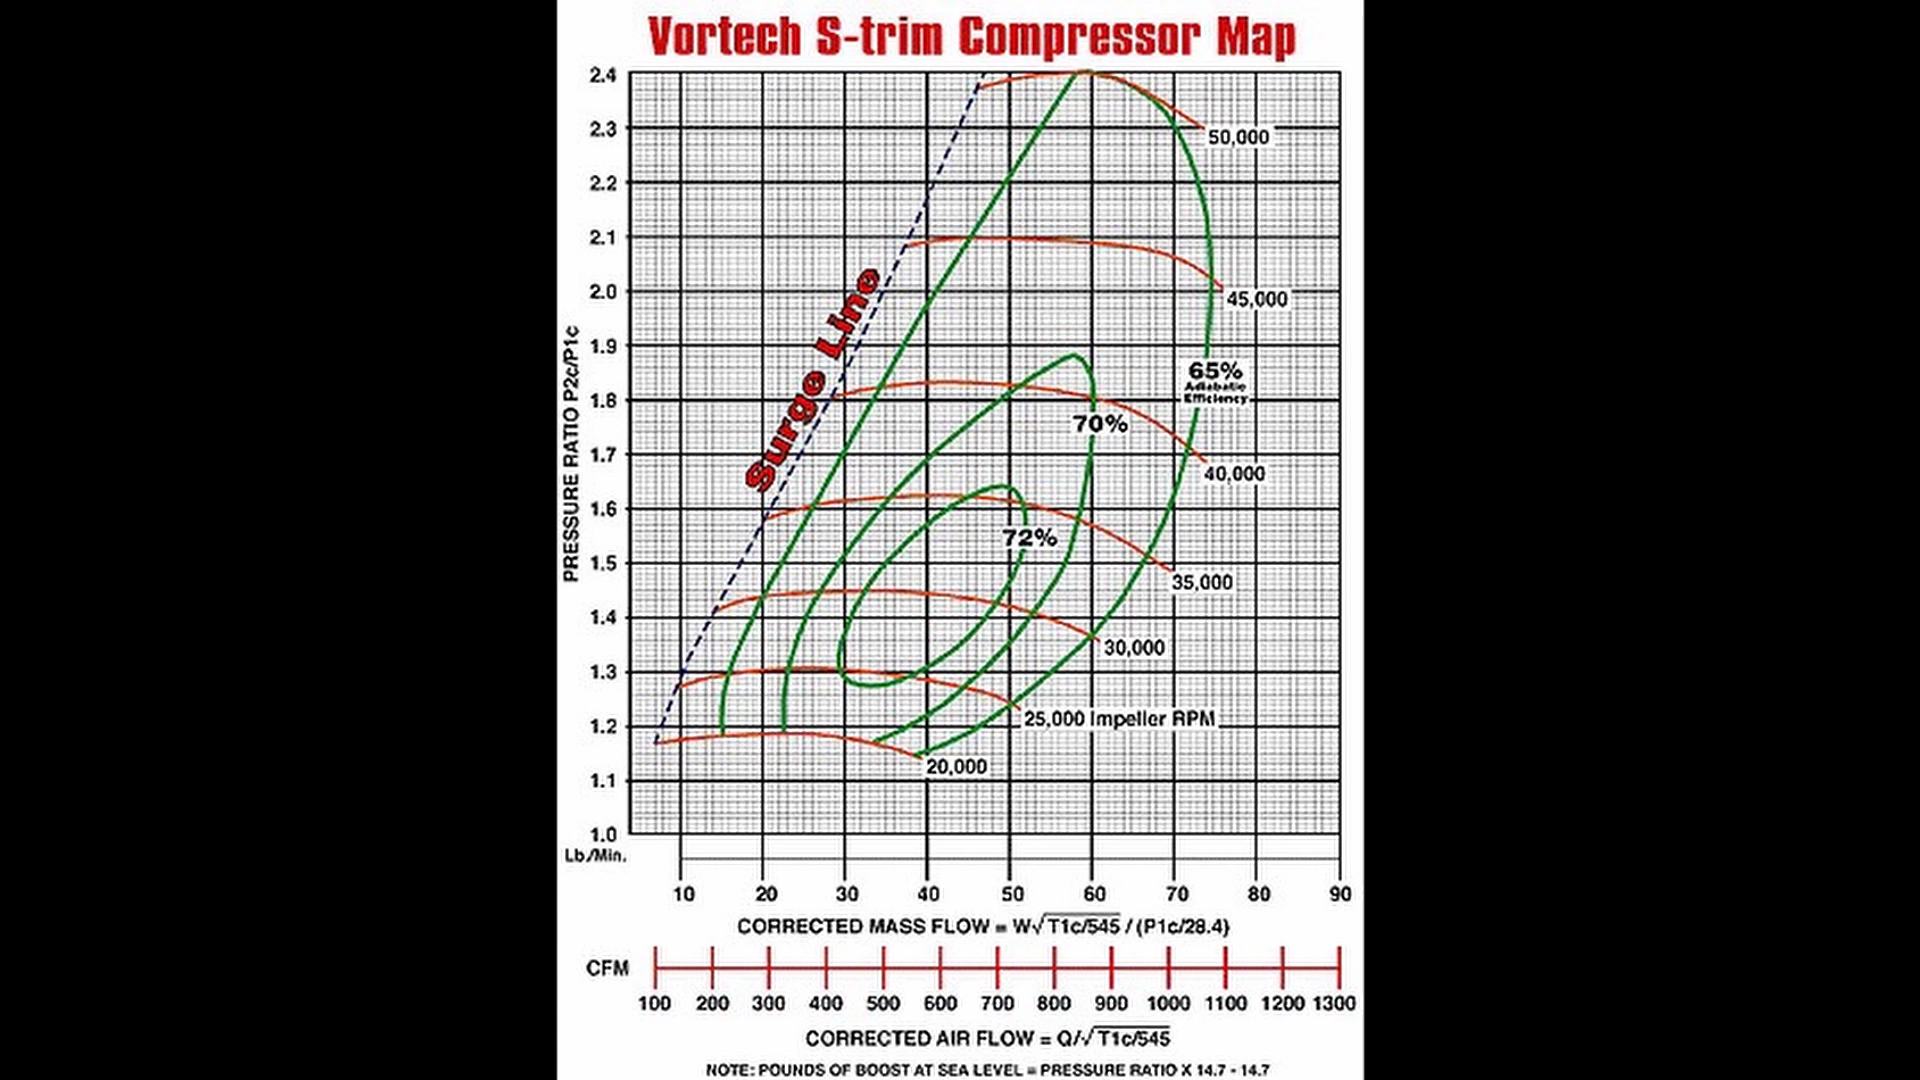 Vortech S-trim Compressor Map
2.4
2.3
50,000
2.2
2.1
2.0
45,000
Surge Line
1.9
65%
Adiabatic
Efficiency
1.8
70%
1.7
40,000
1.6
72%
1.5
35,000
1.4
30,000
1.3
25,000 Impeller RPM
1.2
20,000
1.1
1.0
PRESSURE RATIO P2c/P1c
Lb./Min.
10 20 30 40 50 60 70 80 90
CORRECTED MASS FLOW = W√T1c/545 / (P1c/28.4)
CFM
100 200 300 400 500 600 700 800 900 1000 1100 1200 1300
CORRECTED AIR FLOW = Q/√T1c/545
NOTE: POUNDS OF BOOST AT SEA LEVEL = PRESSURE RATIO X 14.7 - 14.7